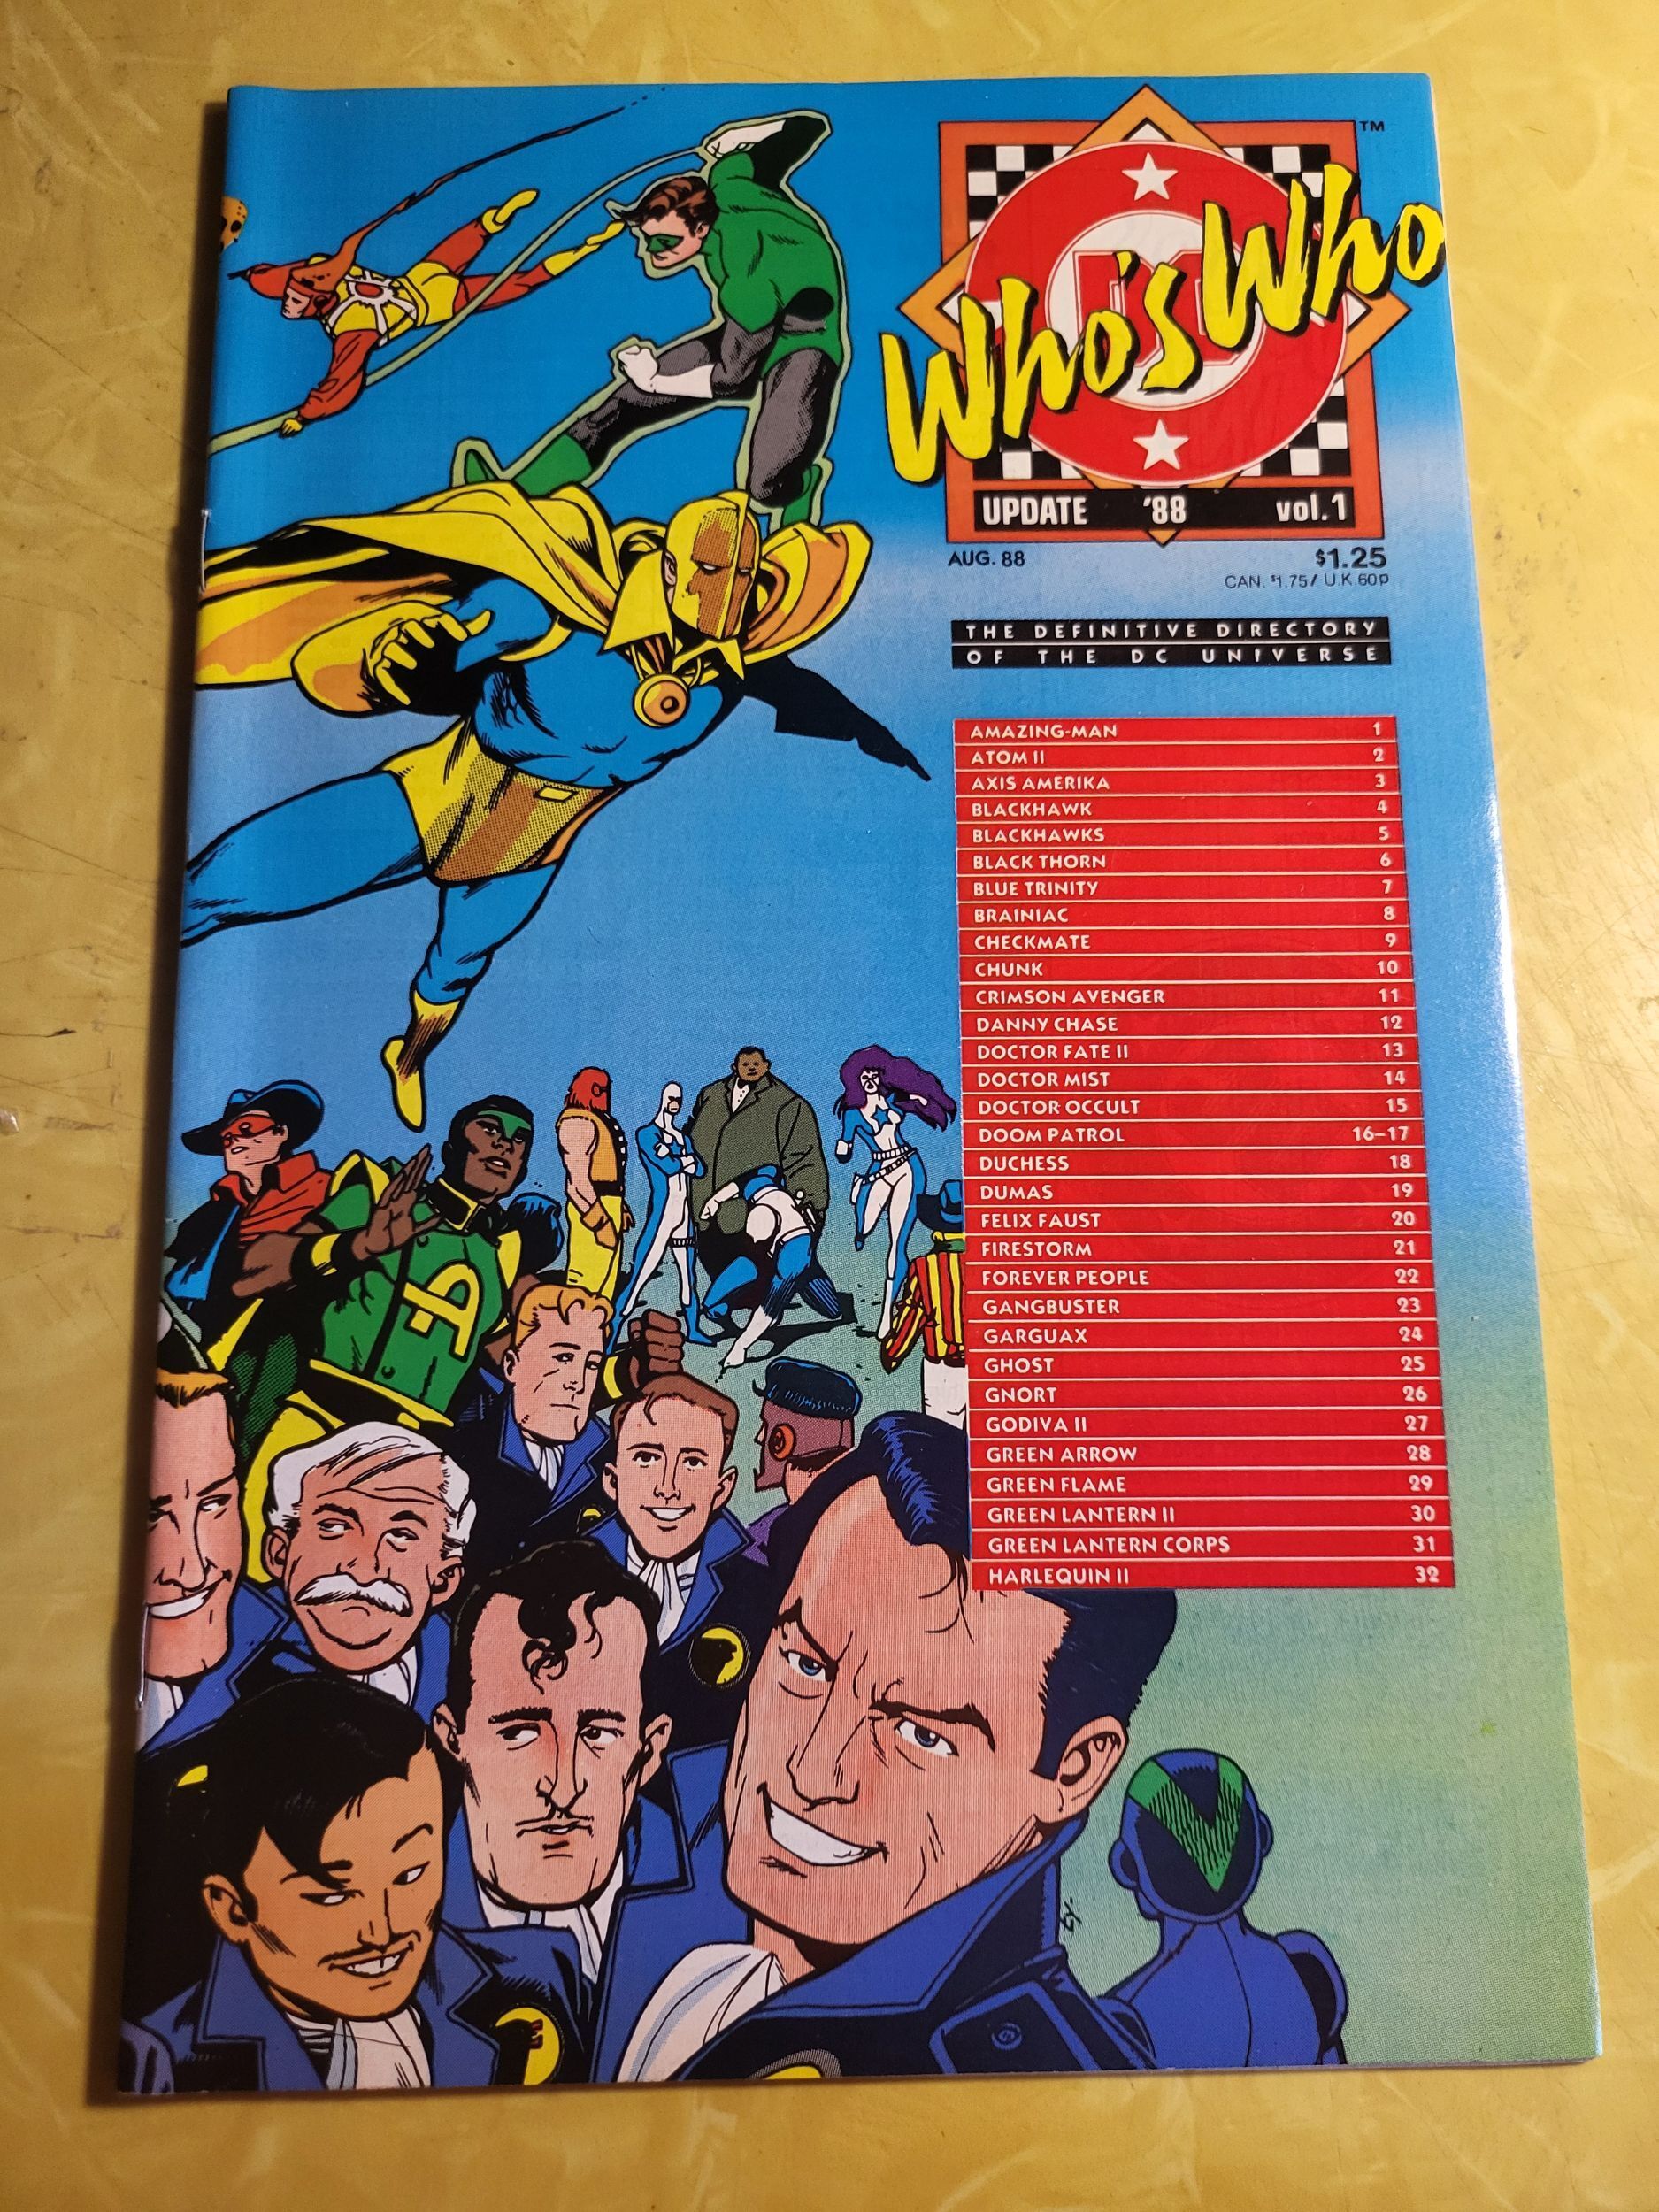 Who's Who
TM
UPDATE '88 vol.1
AUG. 88 $1.25
CAN. $1.75/ U.K.60p
THE DEFINITIVE DIRECTORY
OF THE DC UNIVERSE
AMAZING-MAN 1
ATOM II 2
AXIS AMERIKA 3
BLACKHAWK 4
BLACKHAWKS 5
BLACK THORN 6
BLUE TRINITY 7
BRAINIAC 8
CHECKMATE 9
CHUNK 10
CRIMSON AVENGER 11
DANNY CHASE 12
DOCTOR FATE II 13
DOCTOR MIST 14
DOCTOR OCCULT 15
DOOM PATROL 16–17
DUCHESS 18
DUMAS 19
FELIX FAUST 20
FIRESTORM 21
FOREVER PEOPLE 22
GANGBUSTER 23
GARGUAX 24
GHOST 25
GNORT 26
GODIVA II 27
GREEN ARROW 28
GREEN FLAME 29
GREEN LANTERN II 30
GREEN LANTERN CORPS 31
HARLEQUIN II 32